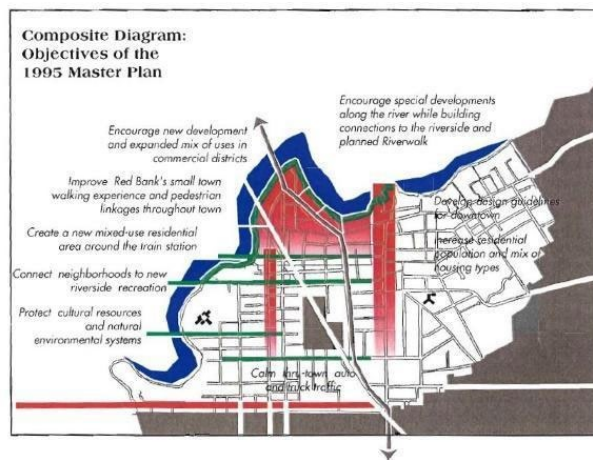 Composite Diagram:
Objectives of the
1995 Master Plan
Encourage special developments
along the river while building
connections to the riverside and
planned Riverwalk
Encourage new development
and expanded mix of uses in
commercial districts
Improve Red Bank's small town
walking experience and pedestrian
linkages throughout town
Develop design guidelines
for downtown
Create a new mixed-use residential
area around the train station
Increase residential
population and mix of
housing types
Connect neighborhoods to new
riverside recreation
Protect cultural resources
and natural
environmental systems
Calm thru-town auto
and truck traffic